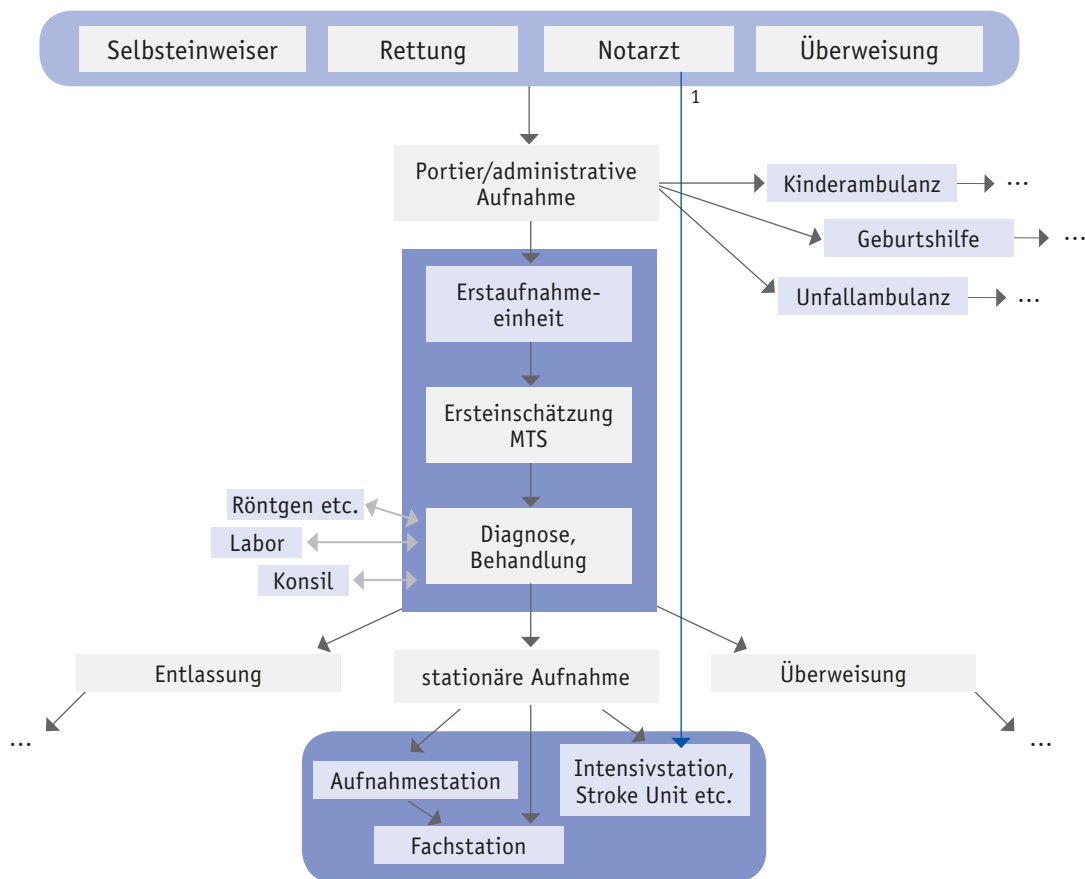 Selbsteinweiser
Rettung
Notarzt
Überweisung
1
Portier/administrative
Aufnahme
Kinderambulanz
...
Geburtshilfe
...
Unfallambulanz
...
Erstaufnahme-
einheit
Ersteinschätzung
MTS
Röntgen etc.
Labor
Konsil
Diagnose,
Behandlung
Entlassung
stationäre Aufnahme
Überweisung
...
...
Aufnahmestation
Intensivstation,
Stroke Unit etc.
Fachstation